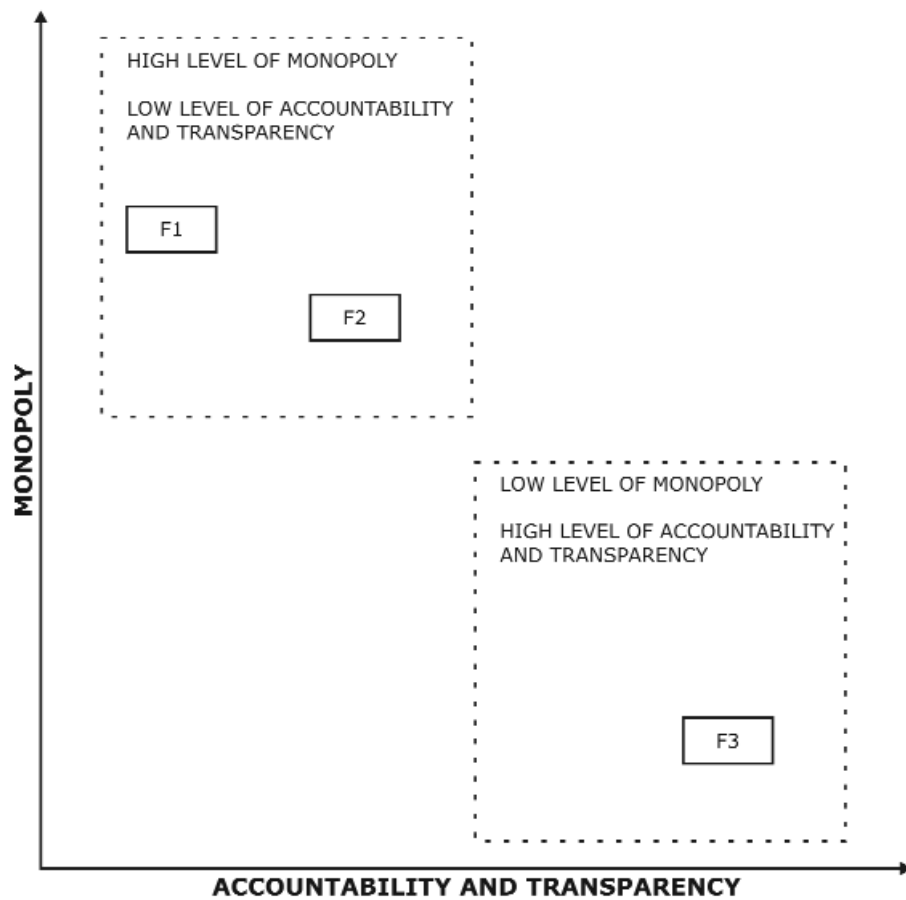 HIGH LEVEL OF MONOPOLY
LOW LEVEL OF ACCOUNTABILITY
AND TRANSPARENCY
F1
F2
MONOPOLY
LOW LEVEL OF MONOPOLY
HIGH LEVEL OF ACCOUNTABILITY
AND TRANSPARENCY
F3
ACCOUNTABILITY AND TRANSPARENCY